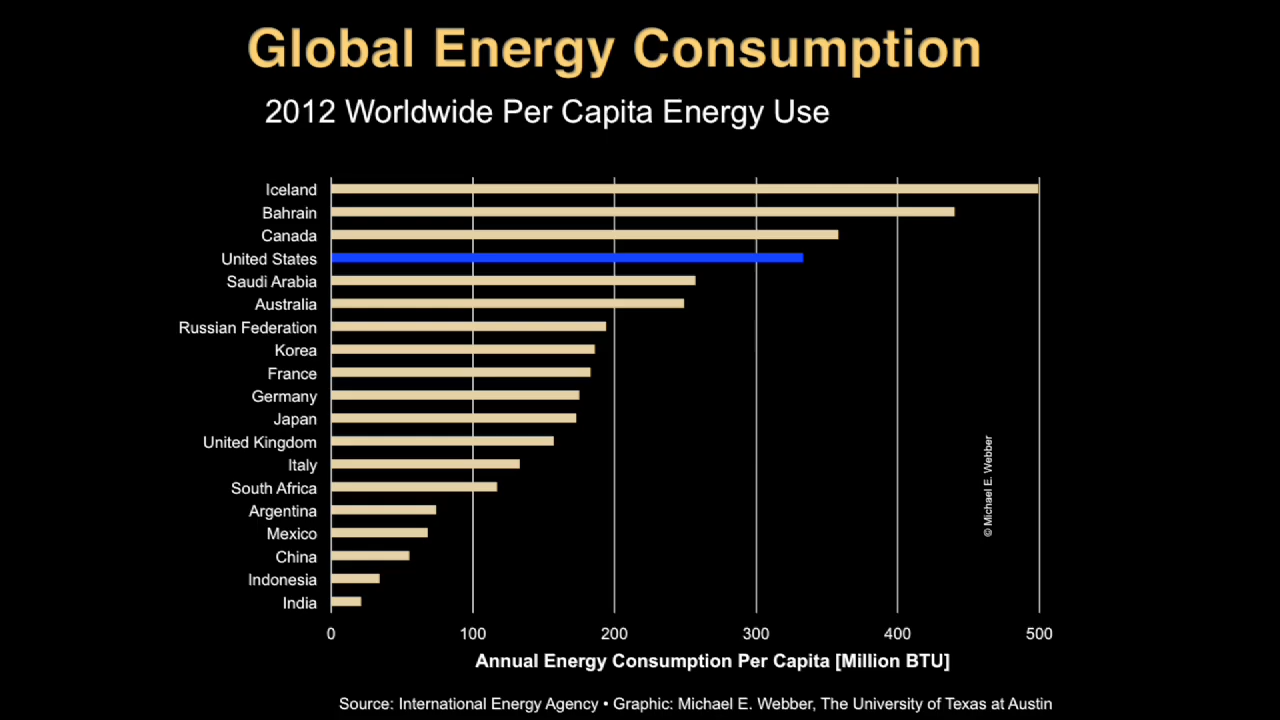 Global Energy Consumption
2012 Worldwide Per Capita Energy Use
Iceland
Bahrain
Canada
United States
Saudi Arabia
Australia
Russian Federation
Korea
France
Germany
Japan
United Kingdom
Italy
South Africa
Argentina
Mexico
China
Indonesia
India
© Michael E. Webber
0 100 200 300 400 500
Annual Energy Consumption Per Capita [Million BTU]
Source: International Energy Agency • Graphic: Michael E. Webber, The University of Texas at Austin